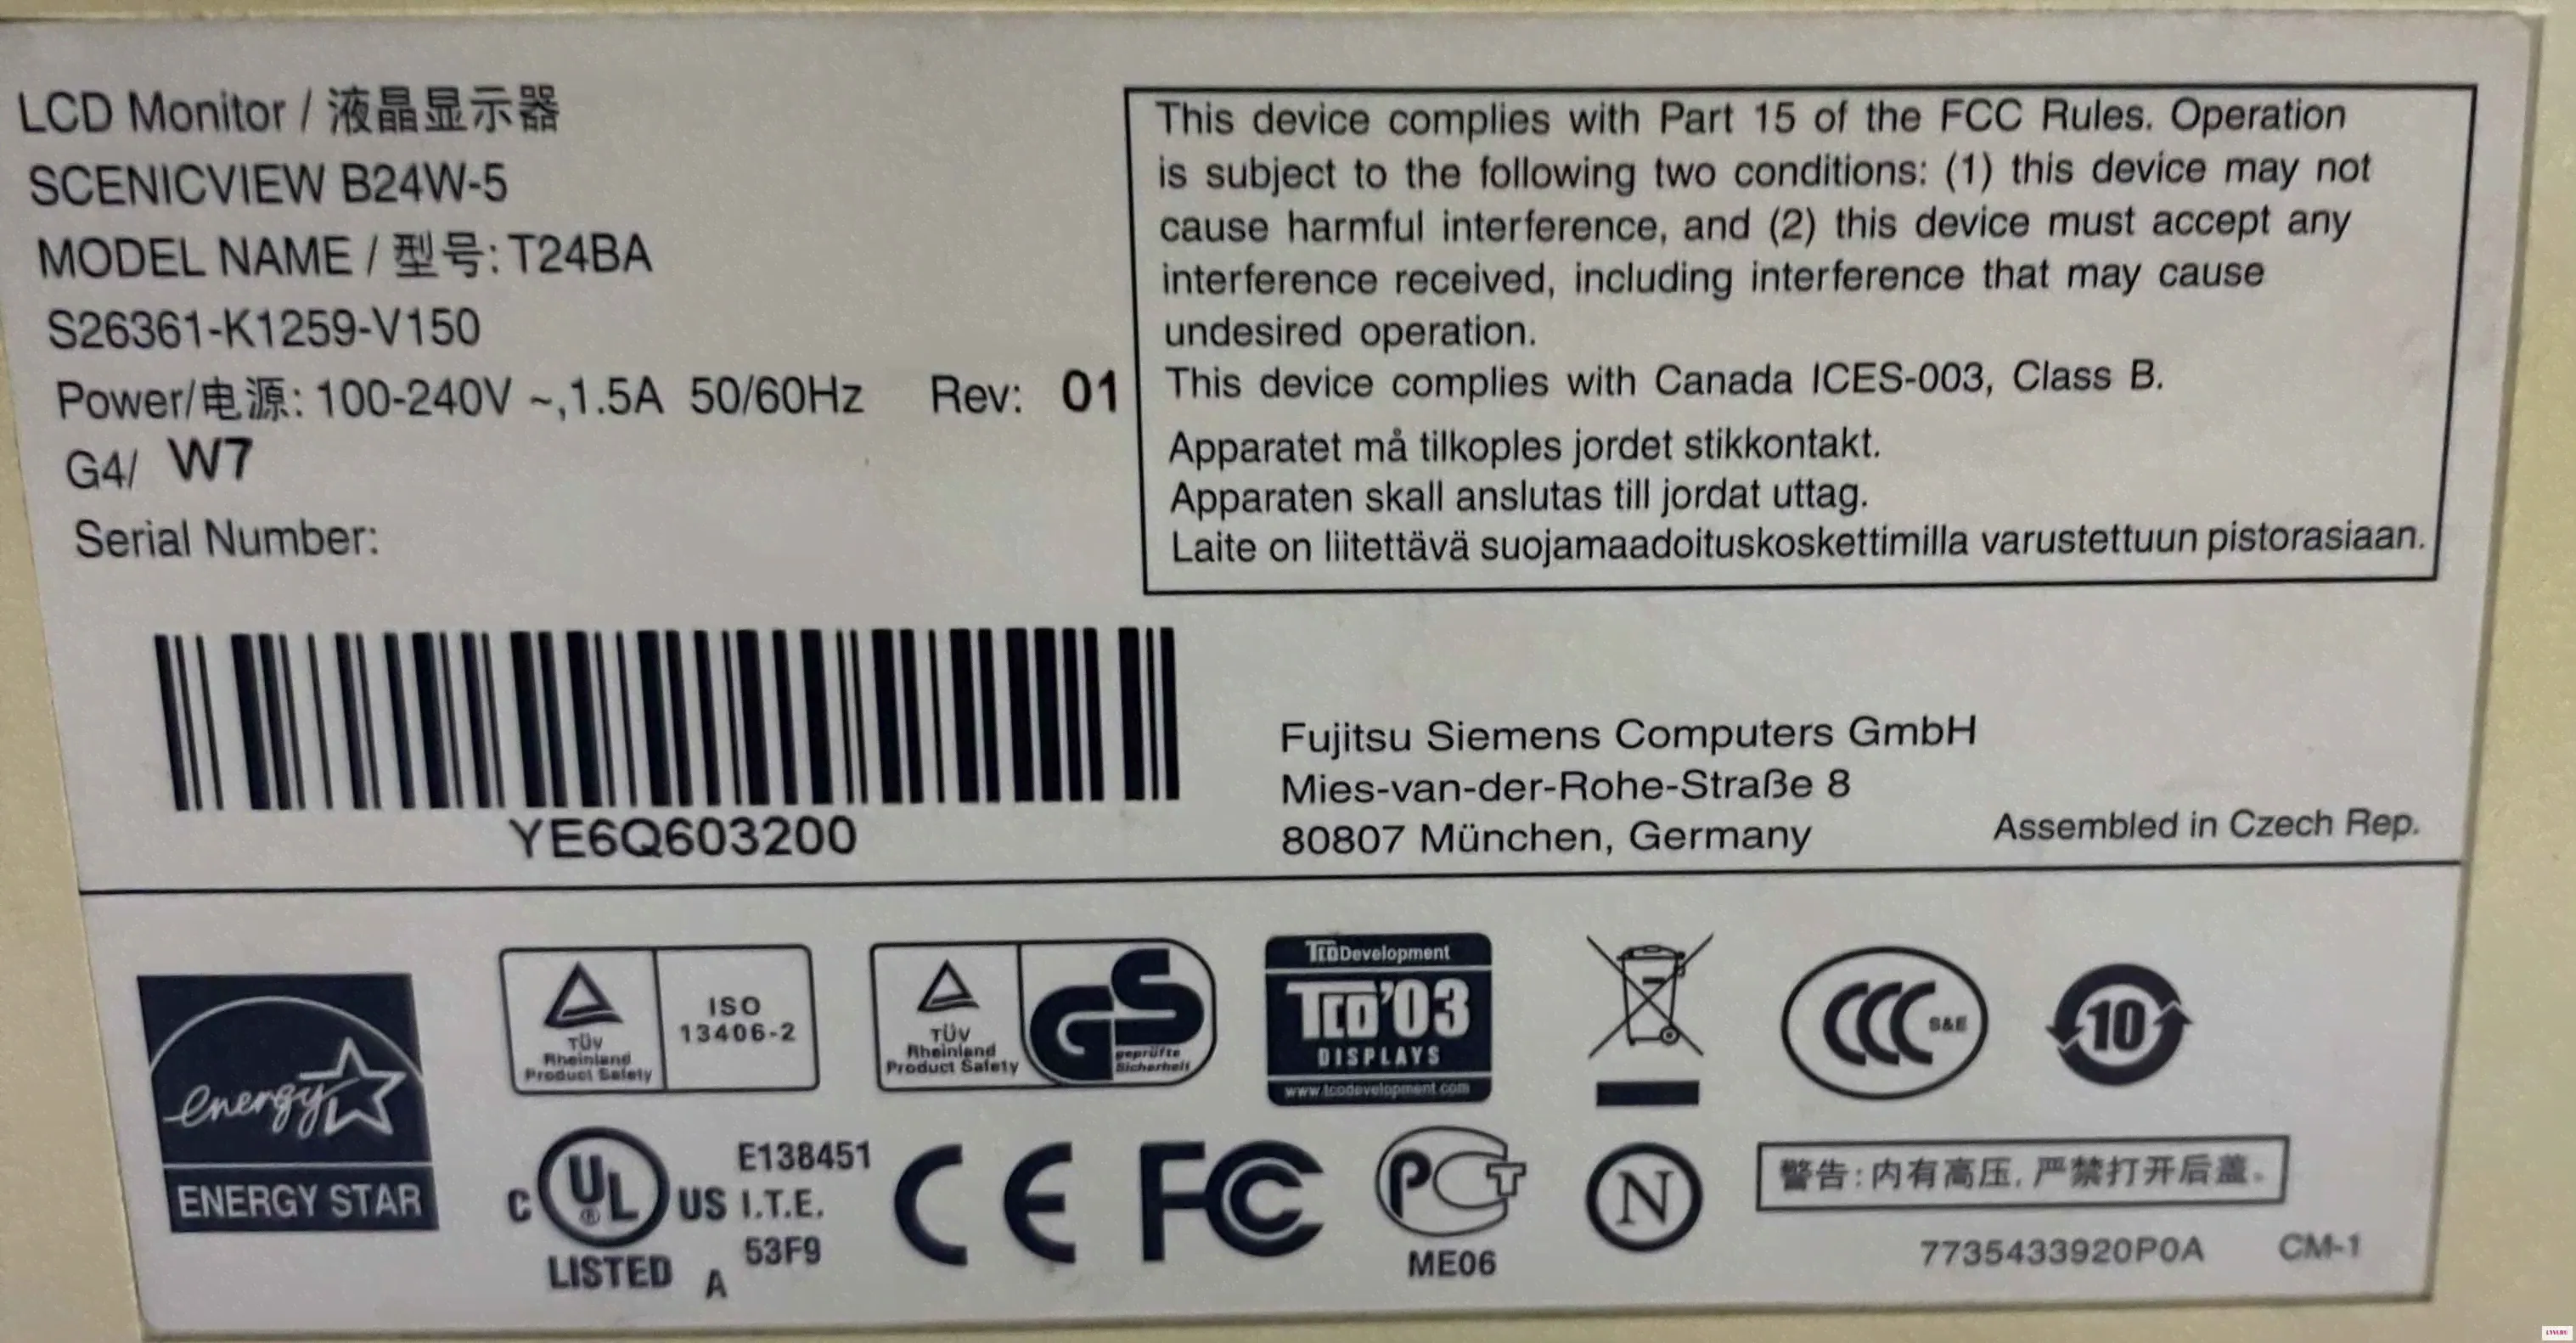 LCD Monitor / 液晶显示器
SCENICVIEW B24W-5
MODEL NAME / 型号: T24BA
S26361-K1259-V150
Power/电源: 100-240V ~,1.5A 50/60Hz Rev: 01
G4/ W7
Serial Number:
This device complies with Part 15 of the FCC Rules. Operation
is subject to the following two conditions: (1) this device may not
cause harmful interference, and (2) this device must accept any
interference received, including interference that may cause
undesired operation.
This device complies with Canada ICES-003, Class B.
Apparatet må tilkoples jordet stikkontakt.
Apparaten skall anslutas till jordat uttag.
Laite on liitettävä suojamaadoituskoskettimilla varustettuun pistorasiaan.
YE6Q603200
Fujitsu Siemens Computers GmbH
Mies-van-der-Rohe-Straße 8
80807 München, Germany
Assembled in Czech Rep.
energy
ENERGY STAR
TÜV
Rheinland
Product Safety
ISO
13406-2
TÜV
Rheinland
Product Safety
GS
geprüfte
Sicherheit
TCO Development
TCO'03
DISPLAYS
www.tcodevelopment.com
CCC S&E
10
C UL US
®
LISTED A
E138451
I.T.E.
53F9
CE
FC
PCT
ME06
N
警告:内有高压,严禁打开后盖。
7735433920P0A CM-1